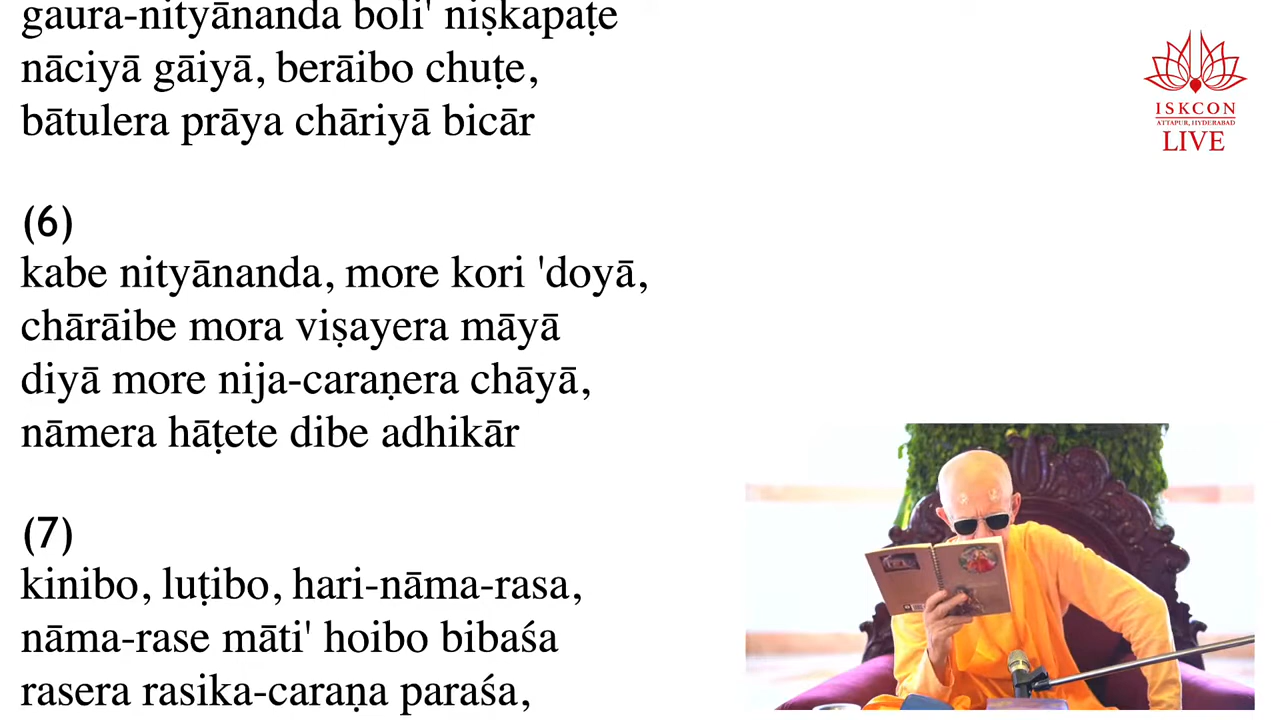 gaura-nityānanda boli' niṣkapaṭe
nāciyā gāiyā, berāibo chuṭe,
bātulera prāya chāriyā bicār
(6)
kabe nityānanda, more kori 'doyā,
chārāibe mora viṣayera māyā
diyā more nija-caraṇera chāyā,
nāmera hāṭete dibe adhikār
(7)
kinibo, luṭibo, hari-nāma-rasa,
nāma-rase māti' hoibo bibaśa
rasera rasika-caraṇa paraśa,
ISKCON
ATTAPUR, HYDERABAD
LIVE